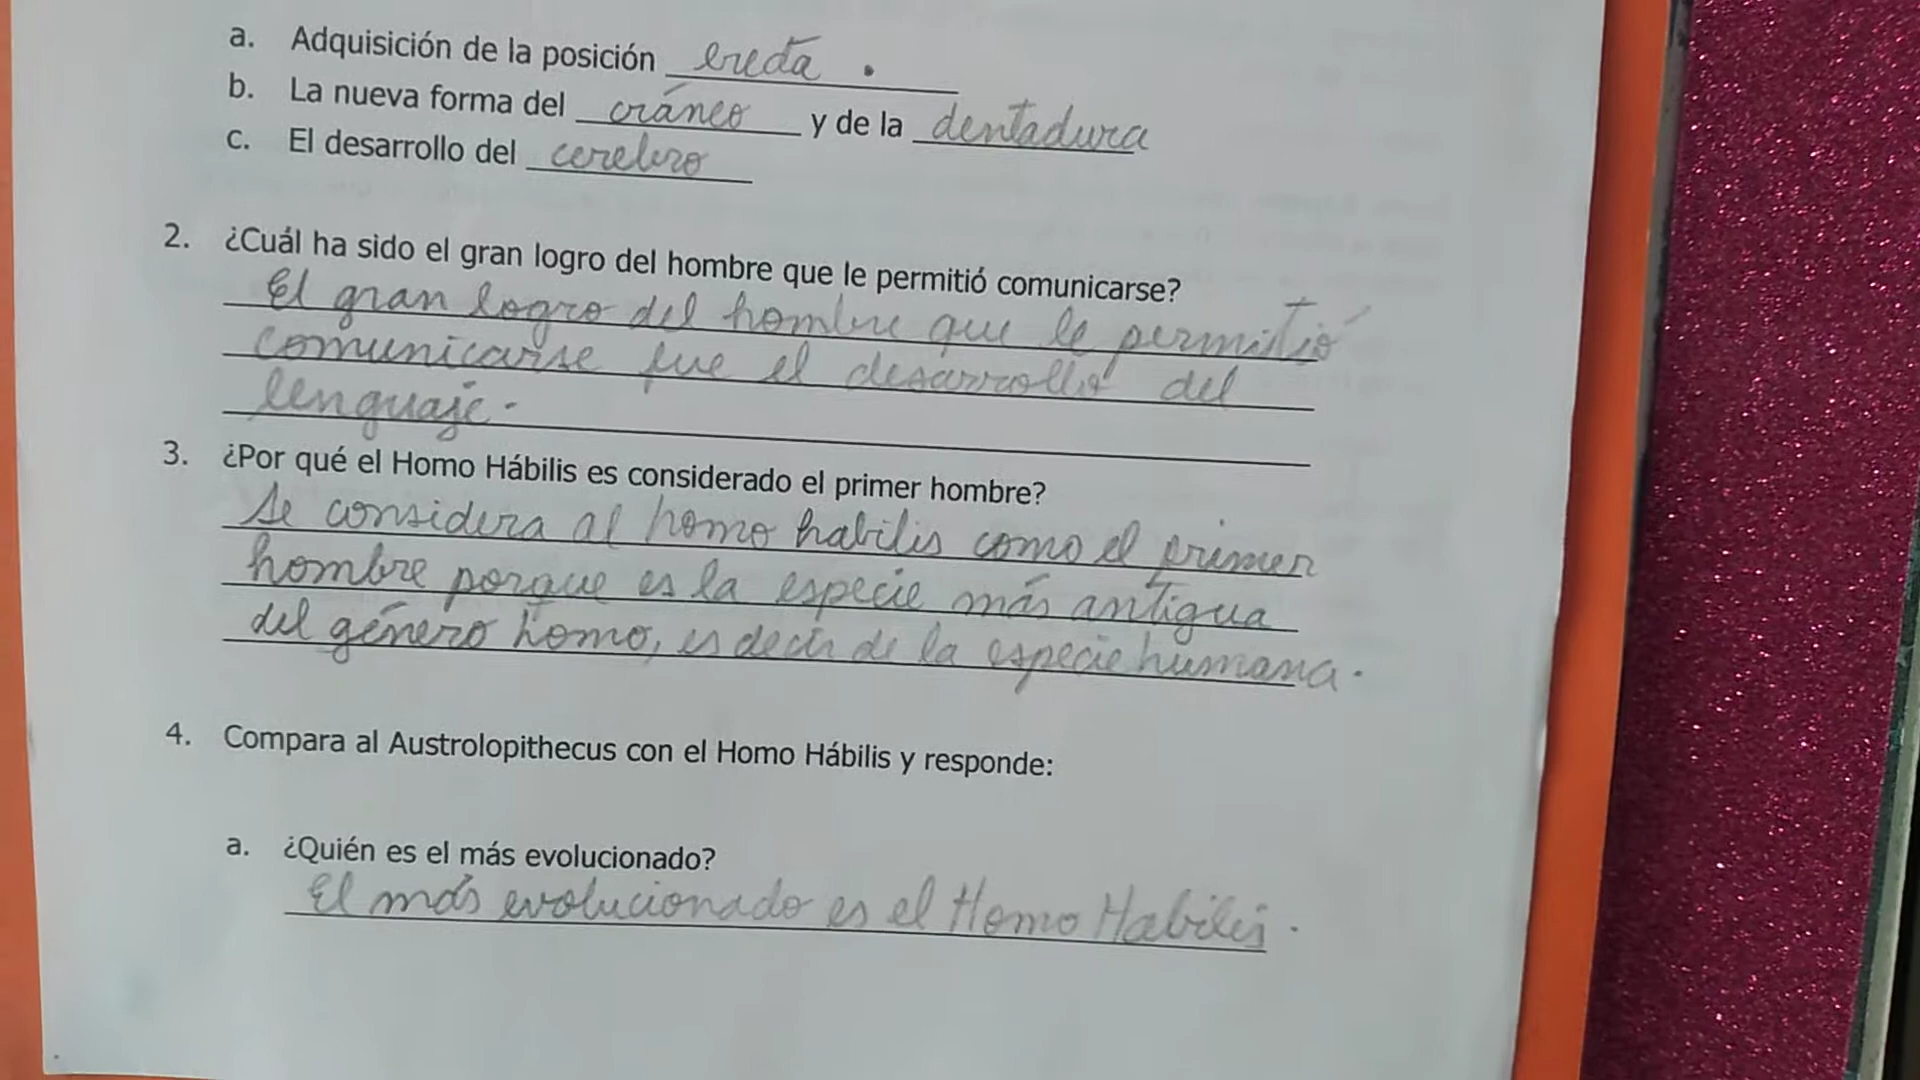 a. Adquisición de la posición ereda .
b. La nueva forma del cráneo y de la dentadura
c. El desarrollo del cerebro
2. ¿Cuál ha sido el gran logro del hombre que le permitió comunicarse?
El gran logro del hombre que le permitió
comunicarse fue el desarrollo del
lenguaje.
3. ¿Por qué el Homo Hábilis es considerado el primer hombre?
Se considera al homo habilis como el primer
hombre porque es la especie más antigua
del género homo, es decir de la especie humana.
4. Compara al Austrolopithecus con el Homo Hábilis y responde:
a. ¿Quién es el más evolucionado?
El más evolucionado es el Homo Habilis.